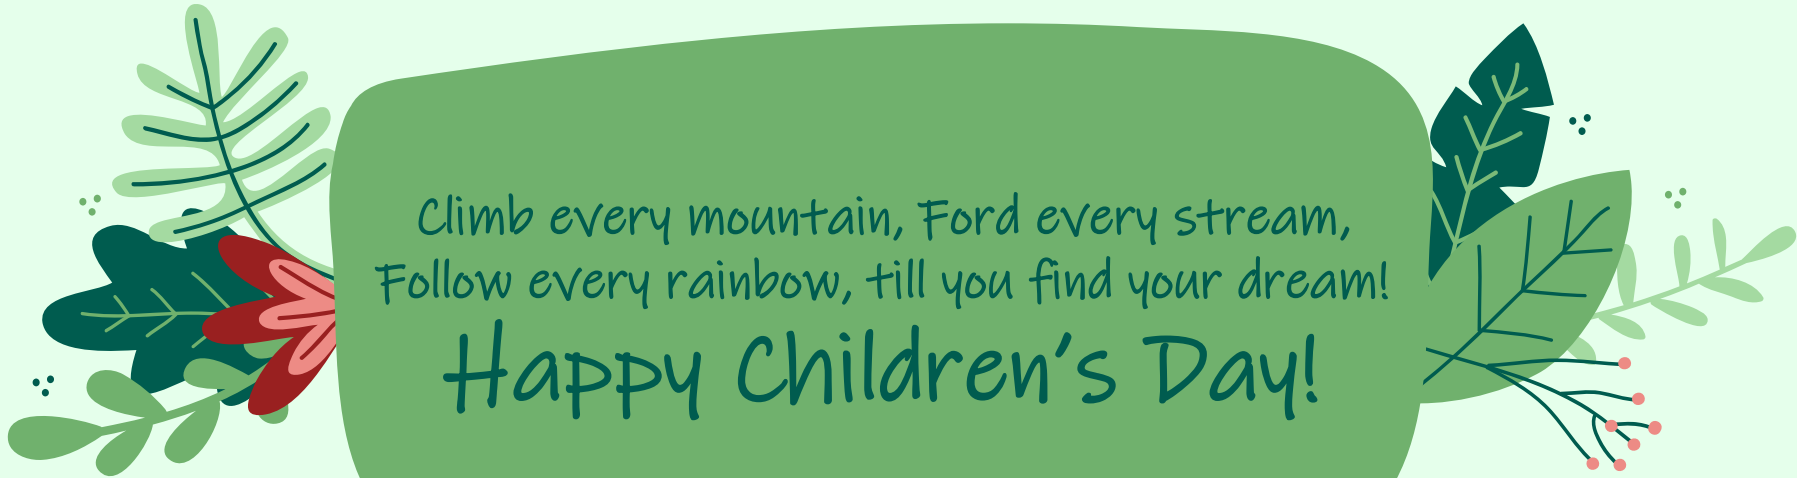 Climb every mountain, Ford every stream,
Follow every rainbow, till you find your dream!
Happy Children's Day!